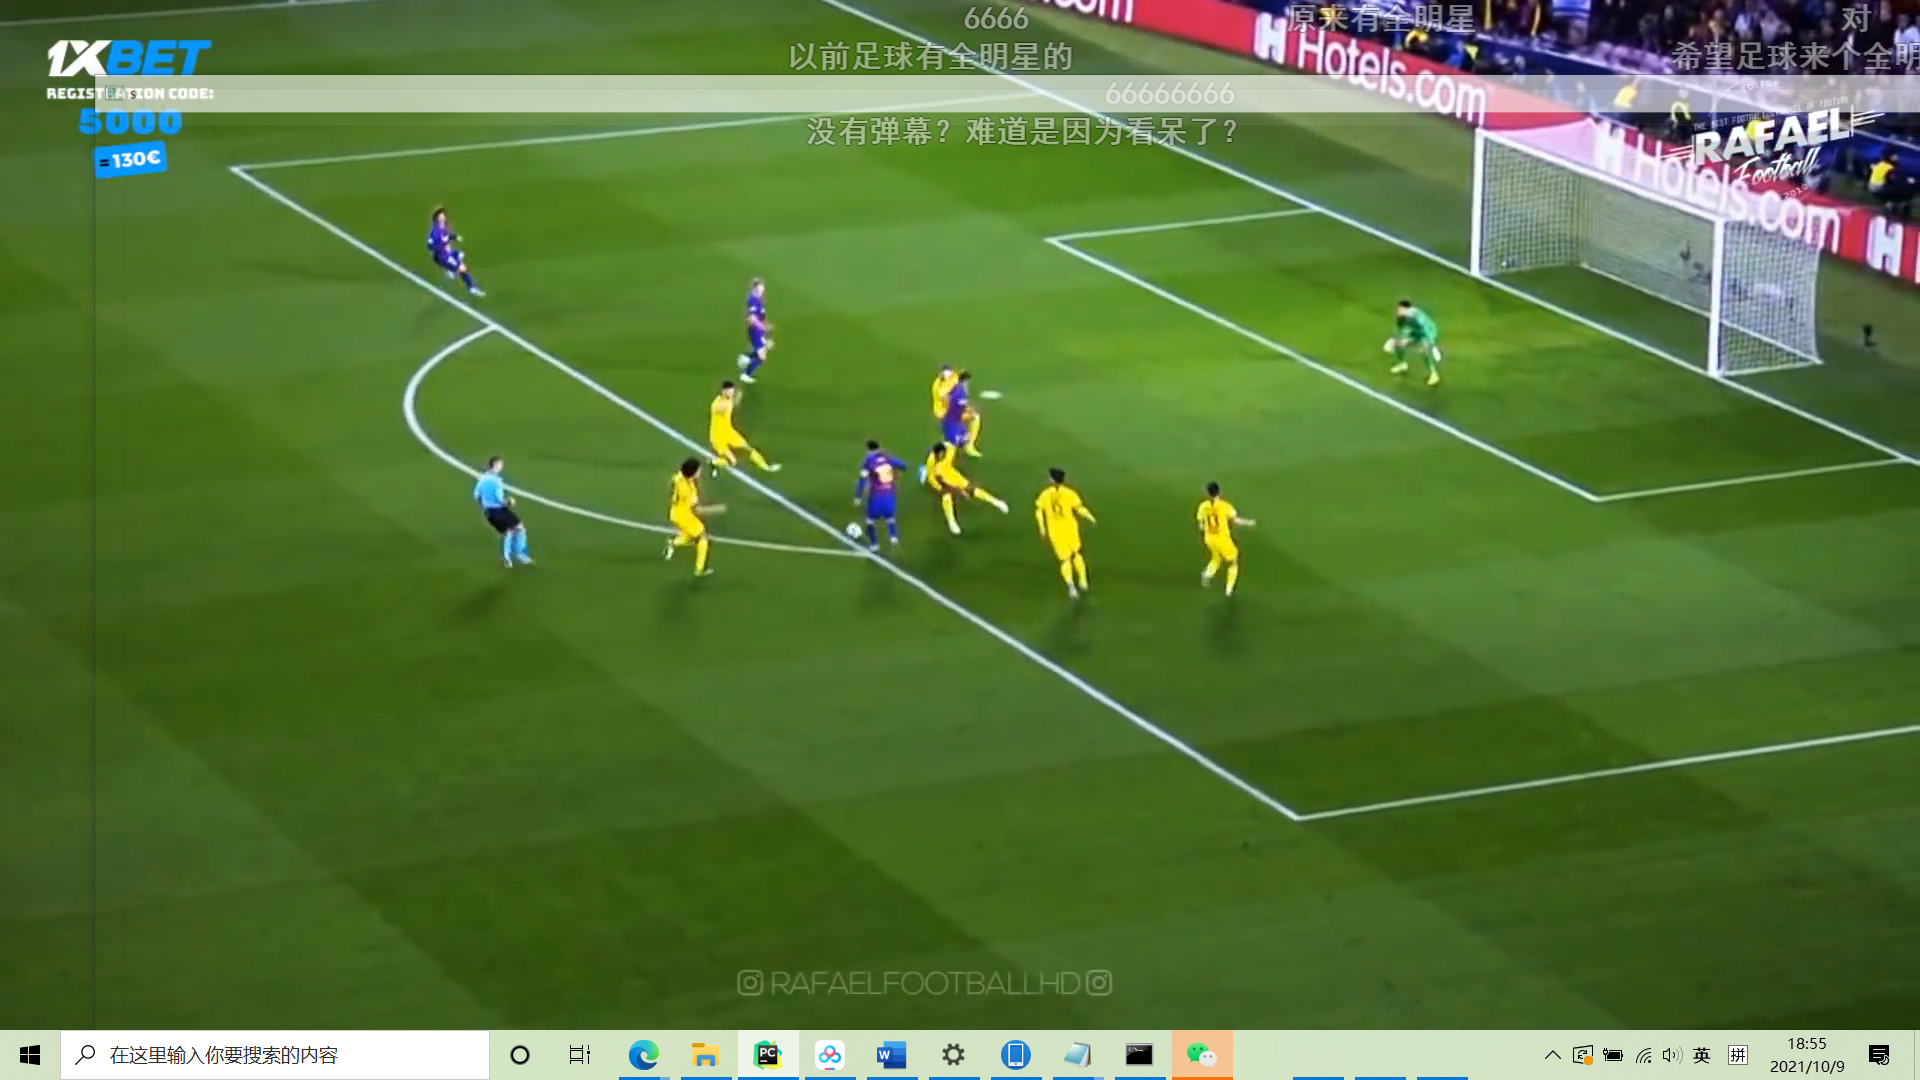 6666
原来有全明星
对
以前足球有全明星的
希望足球来个全明
1XBET
REGISTRATION CODE:
5000
=130€
66666666
没有弹幕？难道是因为看呆了？
Hotels.com
RAFAEL
Football
Hotels.com
RAFAELFOOTBALLHD
在这里输入你要搜索的内容
英
拼
18:55
2021/10/9